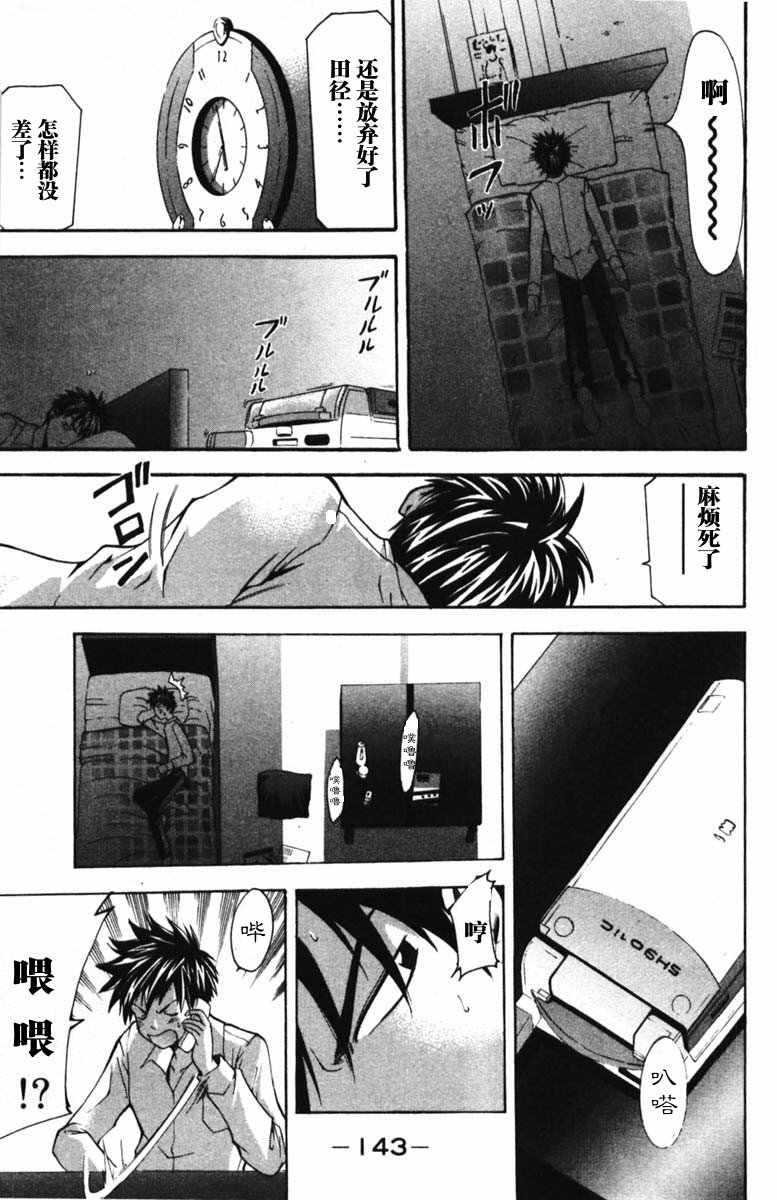 啊
ボフッ
还是放弃好了
田径……
12
怎样都没
差了…
ブルルル
ブルルル
麻烦死了
ゴロン
噗噜噜
噗噜噜
SH901iC
叭嗒
哼
哔
喂
喂
!?
－143－